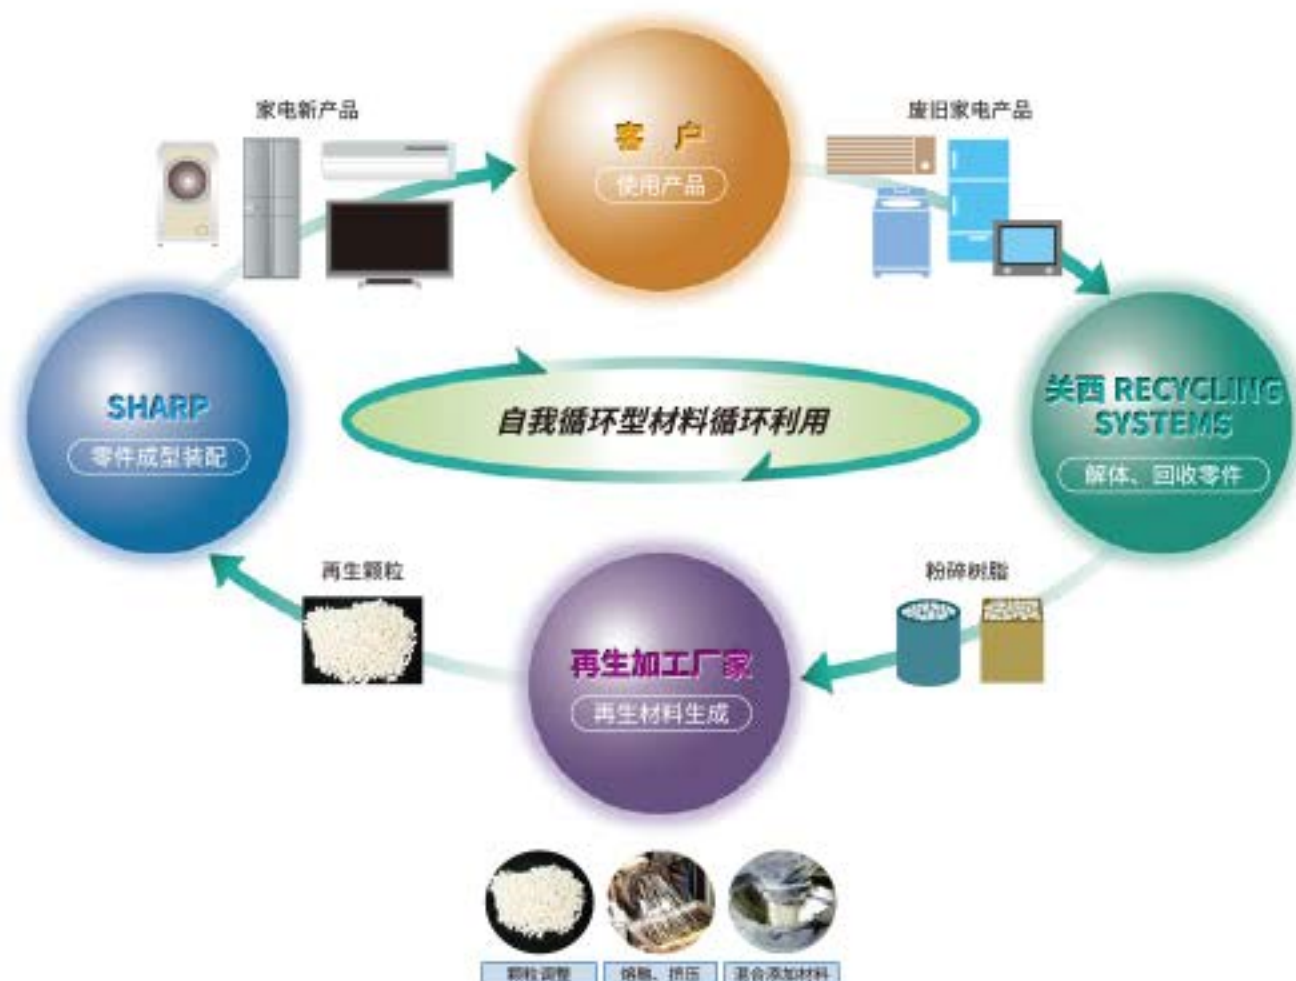 家电新产品
客 户
使用产品
废旧家电产品
SHARP
零件成型装配
自我循环型材料循环利用
关西 RECYCLING
SYSTEMS
解体、回收零件
再生颗粒
粉碎树脂
再生加工厂家
再生材料生成
颗粒调整
熔融、挤压
混合添加材料